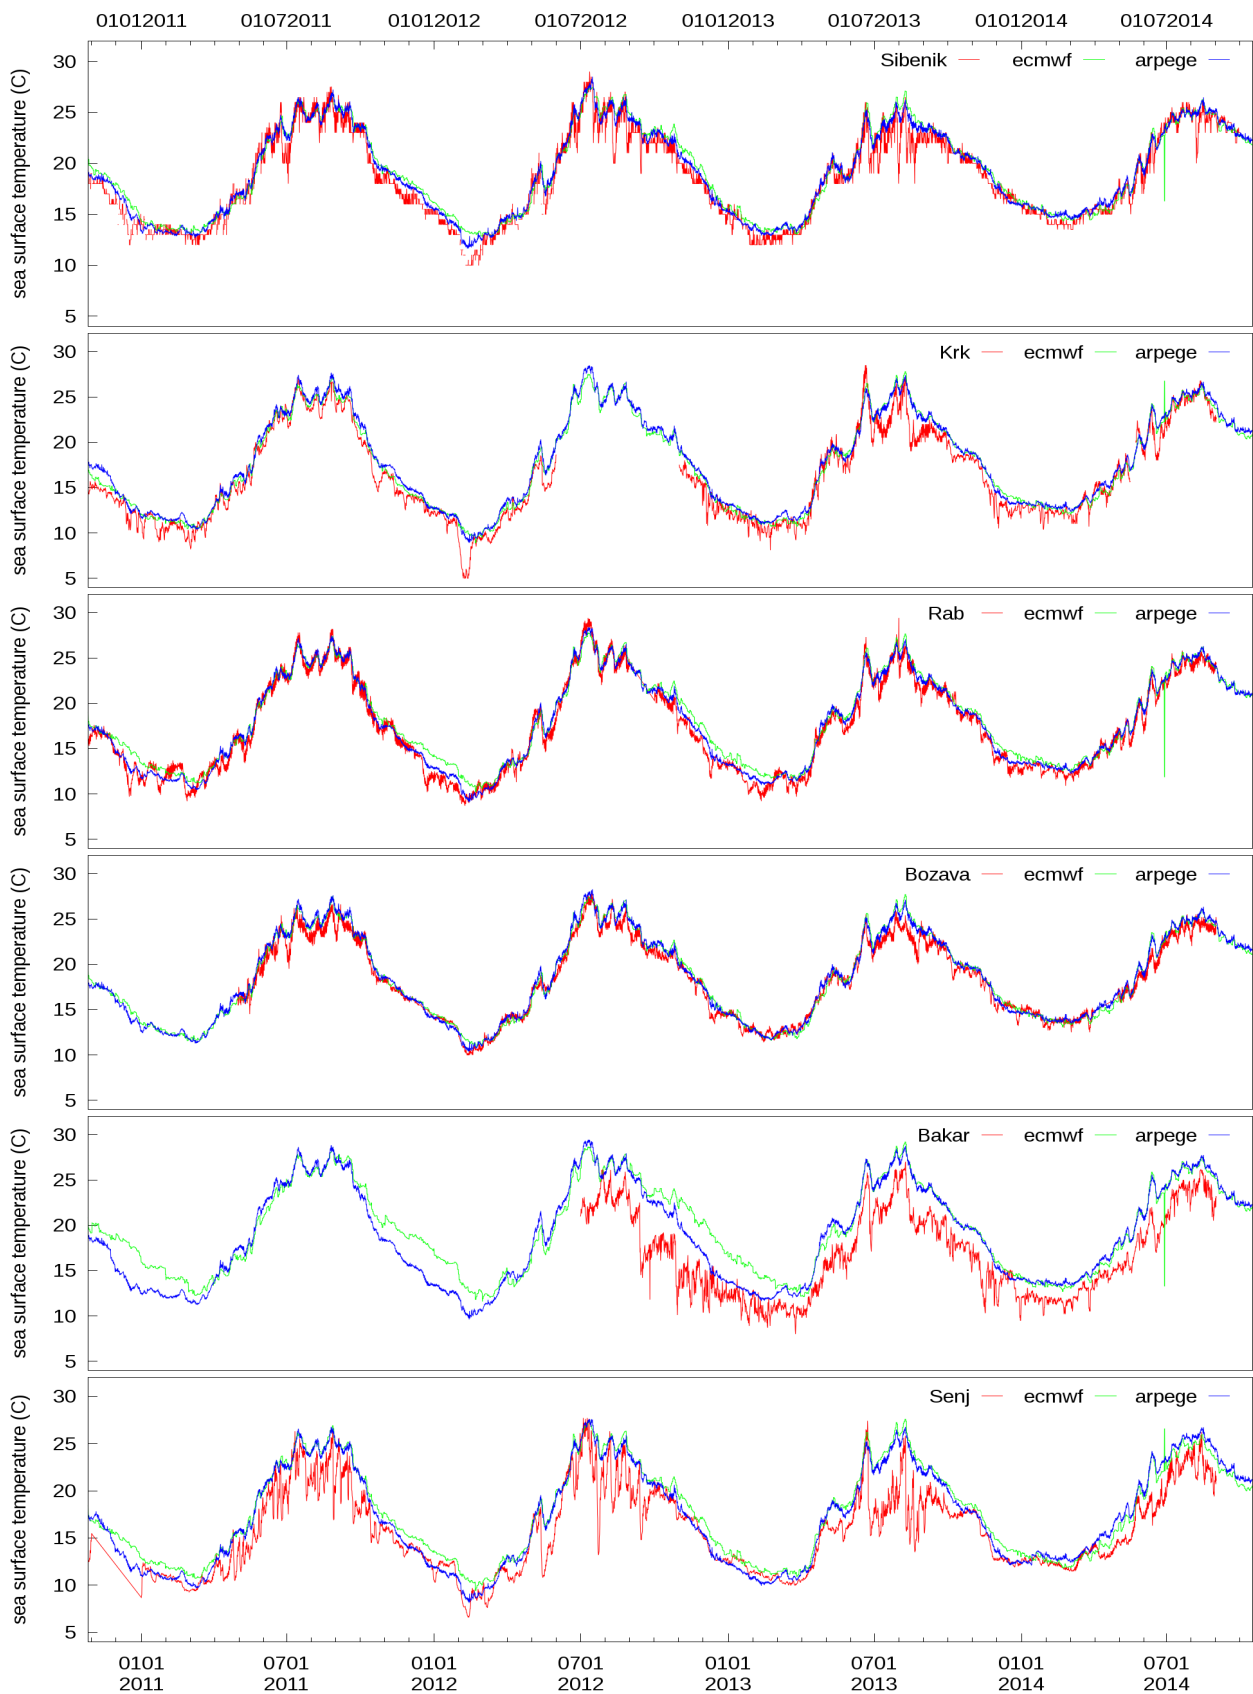 01012011 01072011 01012012 01072012 01012013 01072013 01012014 01072014
sea surface temperature (C)
30
25
20
15
10
5
Sibenik ecmwf arpege
sea surface temperature (C)
30
25
20
15
10
5
Krk ecmwf arpege
sea surface temperature (C)
30
25
20
15
10
5
Rab ecmwf arpege
sea surface temperature (C)
30
25
20
15
10
5
Bozava ecmwf arpege
sea surface temperature (C)
30
25
20
15
10
5
Bakar ecmwf arpege
sea surface temperature (C)
30
25
20
15
10
5
Senj ecmwf arpege
0101 0701 0101 0701 0101 0701 0101 0701
2011 2011 2012 2012 2013 2013 2014 2014